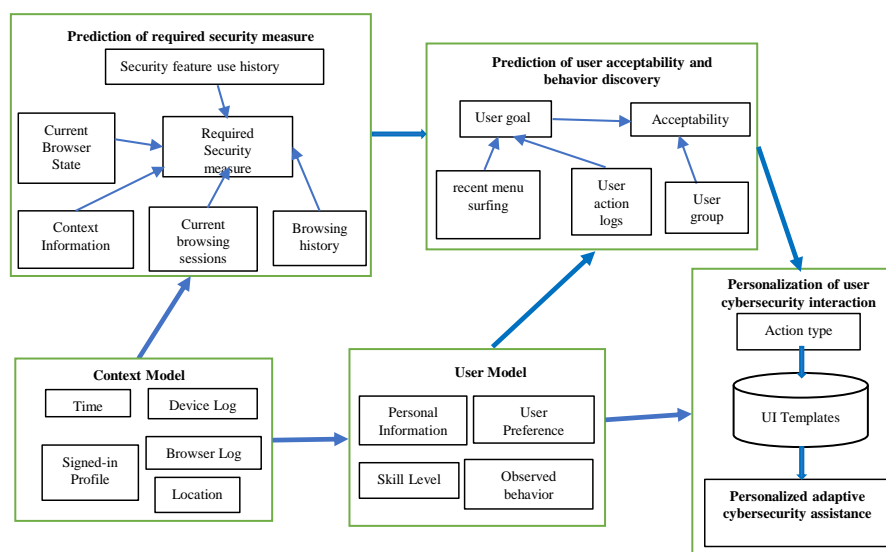 Prediction of required security measure
Security feature use history
Current
Browser
State
Required
Security
measure
Context
Information
Current
browsing
sessions
Browsing
history
Prediction of user acceptability and
behavior discovery
User goal
Acceptability
recent menu
surfing
User
action
logs
User
group
Context Model
Time
Device Log
Signed-in
Profile
Browser Log
Location
User Model
Personal
Information
User
Preference
Skill Level
Observed
behavior
Personalization of user
cybersecurity interaction
Action type
UI Templates
Personalized adaptive
cybersecurity assistance